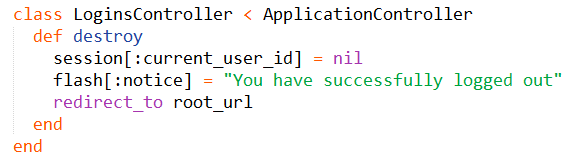 class LoginsController < ApplicationController
  def destroy
    session[:current_user_id] = nil
    flash[:notice] = "You have successfully logged out"
    redirect_to root_url
  end
end